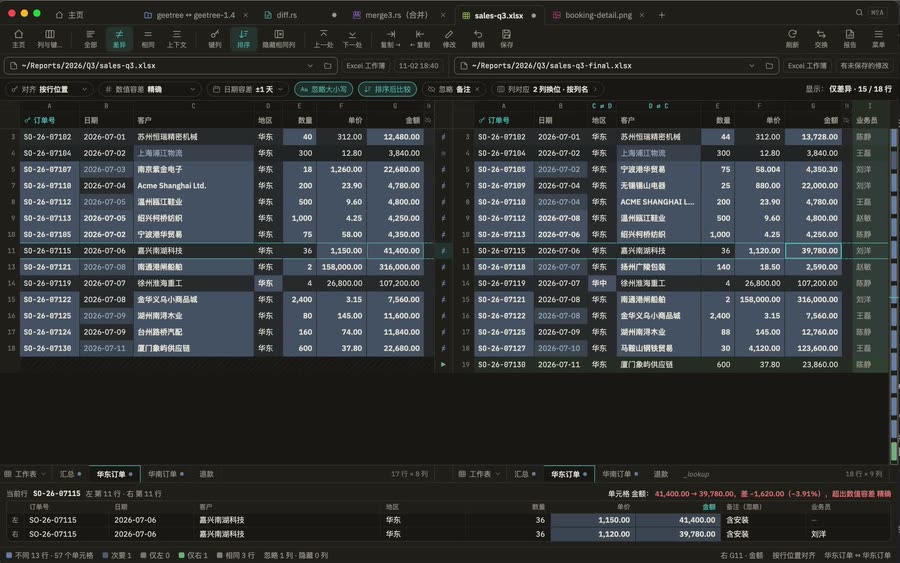 主页 geetree ⇔ geetree-1.4 × diff.rs merge3.rs（合并） × sales-q3.xlsx booking-detail.png × +
主页 列与键... 全部 差异 相同 上下文 键列 排序 隐藏相同列 上一处 下一处 复制→ ←复制 修改 撤销 保存 刷新 交换 报告 菜单
~/Reports/2026/Q3/sales-q3.xlsx Excel 工作簿 11-02 18:40 ~/Reports/2026/Q3/sales-q3-final.xlsx Excel 工作簿 有未保存的修改
对齐 按行位置 数值容差 精确 日期容差 ±1 天 Aa 忽略大小写 排序后比较 忽略 备注 × 列对应 2 列换位 · 按列名 显示： 仅差异 · 15 / 18 行
A B C D E F G H A B C ⇄ D D ⇄ C E F G H I
订单号 日期 客户 地区 数量 单价 金额 订单号 日期 地区 客户 数量 单价 金额 业务员
3 SO-26-07102 2026-07-01 苏州恒瑞精密机械 华东 40 312.00 12,480.00 ≠ 3 SO-26-07102 2026-07-01 华东 苏州恒瑞精密机械 44 312.00 13,728.00 陈静
4 SO-26-07104 2026-07-02 上海浦江物流 华东 300 12.80 3,840.00 4 SO-26-07104 2026-07-02 华东 上海浦江物流 300 12.80 3,840.00 王磊
5 SO-26-07107 2026-07-03 南京紫金电子 华东 18 1,260.00 22,680.00 ≠ 5 SO-26-07105 2026-07-02 华东 宁波港华贸易 75 58.004 4,350.30 刘洋
7 SO-26-07110 2026-07-04 Acme Shanghai Ltd. 华东 200 23.90 4,780.00 ≠ 7 SO-26-07109 2026-07-04 华东 无锡锡山电器 25 880.00 22,000.00 刘洋
8 SO-26-07112 2026-07-05 温州瓯江鞋业 华东 500 9.60 4,800.00 ≠ 8 SO-26-07110 2026-07-04 华东 ACME SHANGHAI L... 200 23.90 4,780.00 王磊
9 SO-26-07113 2026-07-05 绍兴柯桥纺织 华东 1,000 4.25 4,250.00 ≠ 9 SO-26-07112 2026-07-08 华东 温州瓯江鞋业 500 9.60 4,800.00 赵敏
10 SO-26-07105 2026-07-02 宁波港华贸易 华东 75 58.00 4,350.00 ≠ 10 SO-26-07113 2026-07-06 华东 绍兴柯桥纺织 1,000 4.25 4,250.00 陈静
11 SO-26-07115 2026-07-06 嘉兴南湖科技 华东 36 1,150.00 41,400.00 ≠ 11 SO-26-07115 2026-07-06 华东 嘉兴南湖科技 36 1,120.00 39,780.00 刘洋
13 SO-26-07121 2026-07-08 南通港闸船舶 华东 2 158,000.00 316,000.00 ≠ 13 SO-26-07118 2026-07-07 华东 扬州广陵包装 140 18.50 2,590.00 赵敏
14 SO-26-07119 2026-07-07 徐州淮海重工 华东 4 26,800.00 107,200.00 ≠ 14 SO-26-07119 2026-07-07 华中 徐州淮海重工 4 26,800.00 107,200.00 陈静
15 SO-26-07122 2026-07-08 金华义乌小商品城 华东 2,400 3.15 7,560.00 ≠ 15 SO-26-07121 2026-07-08 华东 南通港闸船舶 2 158,000.00 316,000.00 刘洋
16 SO-26-07125 2026-07-09 湖州南浔木业 华东 80 145.00 11,600.00 ≠ 16 SO-26-07122 2026-07-08 华东 金华义乌小商品城 2,400 3.15 7,560.00 王磊
17 SO-26-07124 2026-07-09 台州路桥汽配 华东 160 74.00 11,840.00 ≠ 17 SO-26-07125 2026-07-09 华东 湖州南浔木业 88 145.00 12,760.00 陈静
18 SO-26-07130 2026-07-11 厦门象屿供应链 华东 600 37.80 22,680.00 ≠ 18 SO-26-07127 2026-07-10 华东 马鞍山钢铁贸易 30 4,120.00 123,600.00 王磊
19 SO-26-07130 2026-07-11 华东 厦门象屿供应链 600 37.80 23,860.00 陈静
工作表 汇总 华东订单 华南订单 退款 17 行 × 8 列 工作表 汇总 华东订单 华南订单 退款 _lookup 18 行 × 9 列
当前行 SO-26-07115 左 第 11 行 · 右 第 11 行 单元格 金额： 41,400.00 → 39,780.00，差 −1,620.00（−3.91%），超出数值容差 精确
订单号 日期 客户 地区 数量 单价 金额 备注（忽略） 业务员
左 SO-26-07115 2026-07-06 嘉兴南湖科技 华东 36 1,150.00 41,400.00 含安装 —
右 SO-26-07115 2026-07-06 嘉兴南湖科技 华东 36 1,120.00 39,780.00 含安装 刘洋
不同 13 行 · 57 个单元格 次要 1 仅左 0 仅右 1 相同 3 行 忽略 1 列 · 隐藏 0 列 右 G11 · 金额 按行位置对齐 华东订单 ↔ 华东订单